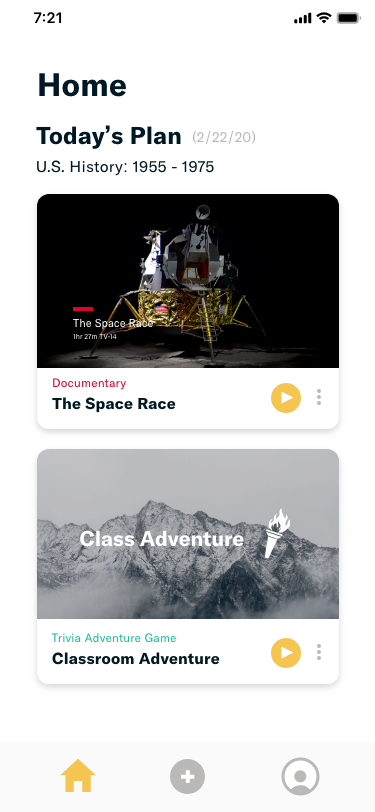 7:21
Home
Today's Plan (2/22/20)
U.S. History: 1955 - 1975
The Space Race
1hr 27m TV-14
Documentary
The Space Race
Class Adventure
Trivia Adventure Game
Classroom Adventure